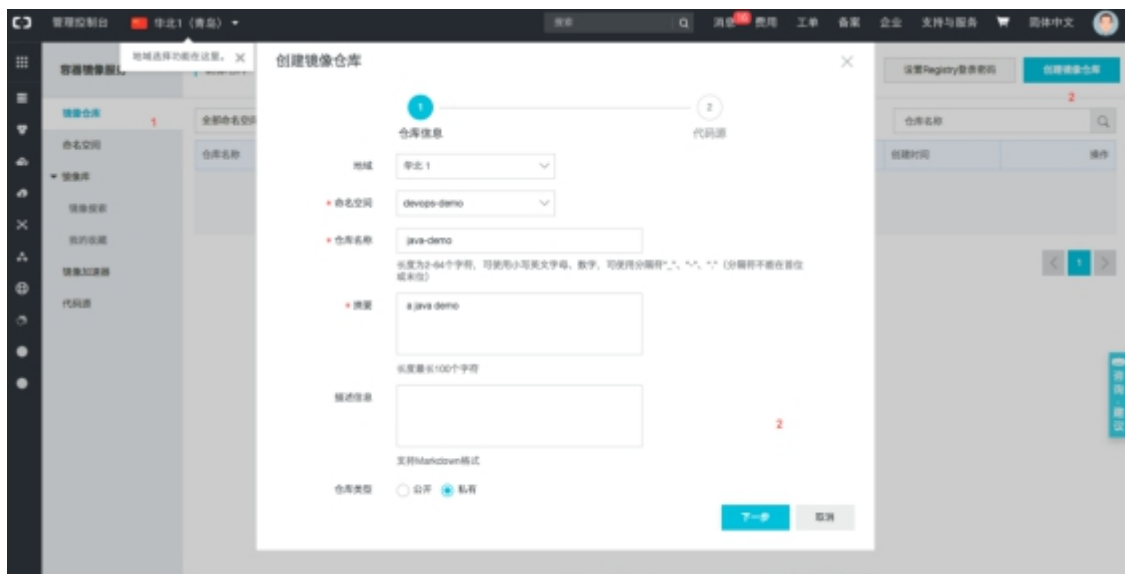 管理控制台 华北1（青岛） 搜索 消息 费用 工单 备案 企业 支持与服务 简体中文
地域选择功能在这里。
创建镜像仓库
设置Registry登录密码 创建镜像仓库
2
镜像仓库 1
全部命名空间
仓库名称
命名空间
仓库名称
创建时间 操作
镜像库
镜像搜索
我的收藏
镜像加速器
代码源
1
1 2
仓库信息 代码源
地域 华北 1
* 命名空间 devops-demo
* 仓库名称 java-demo
长度为2-64个字符，可使用小写英文字母、数字，可使用分隔符"_"、"-"、"."（分隔符不能在首位
或末位）
* 摘要 a java demo
长度最长100个字符
描述信息
2
支持Markdown格式
仓库类型 公开 私有
下一步 取消
咨询·建议